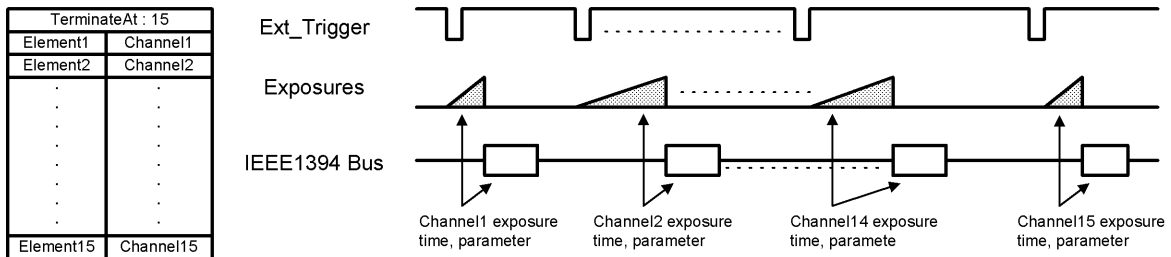 TerminateAt : 15
Element1 Channel1
Element2 Channel2
Element15 Channel15
Ext_Trigger
Exposures
IEEE1394 Bus
Channel1 exposure
time, parameter
Channel2 exposure
time, parameter
Channel14 exposure
time, paramete
Channel15 exposure
time, parameter